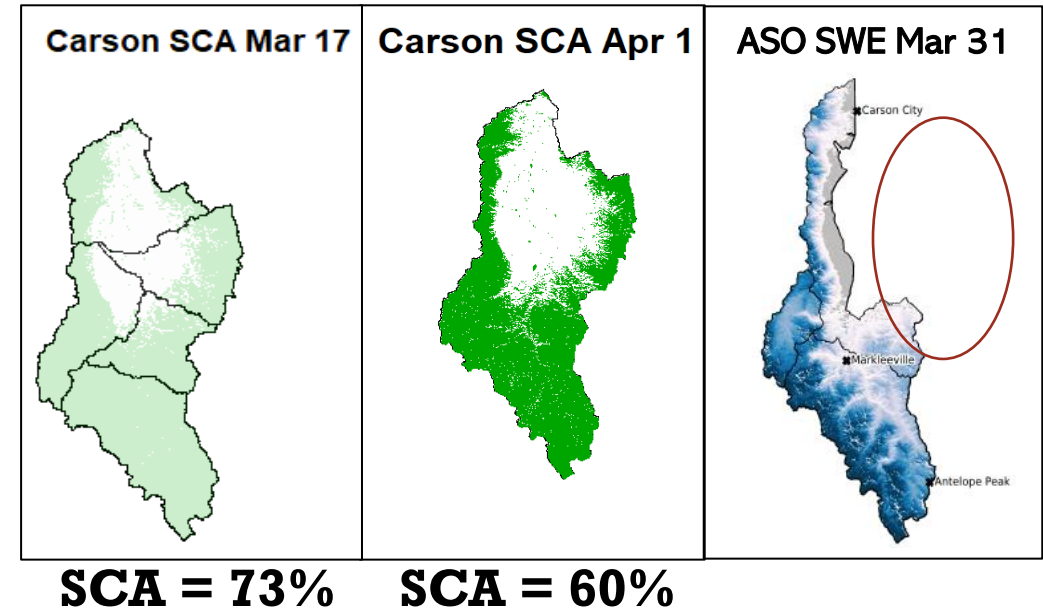 Carson SCA Mar 17
Carson SCA Apr 1
ASO SWE Mar 31
Carson City
Markleeville
Antelope Peak
SCA = 73%
SCA = 60%